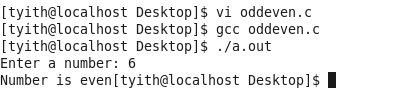 [tyith@localhost Desktop]$ vi oddeven.c
[tyith@localhost Desktop]$ gcc oddeven.c
[tyith@localhost Desktop]$ ./a.out
Enter a number: 6
Number is even[tyith@localhost Desktop]$